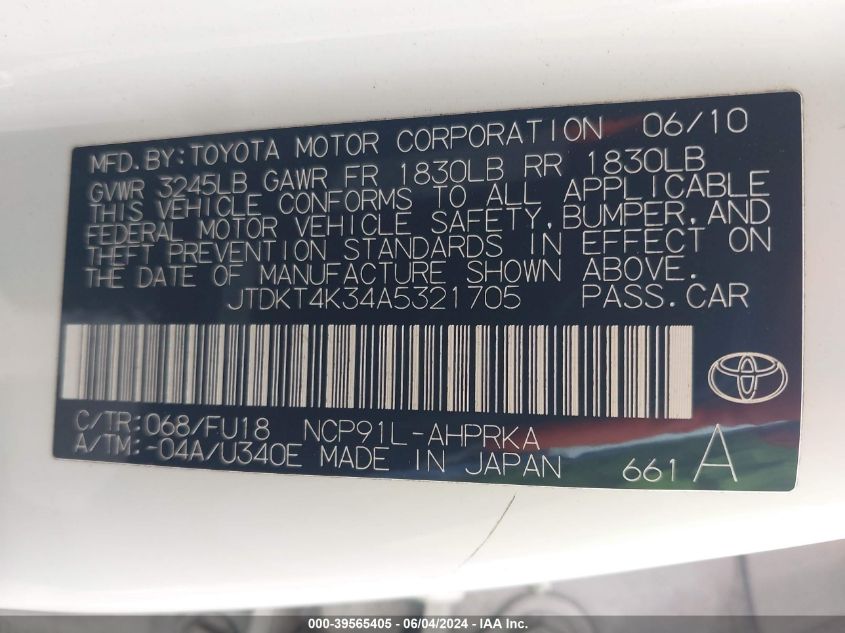 MFD. BY: TOYOTA MOTOR CORPORATION 06/10
GVWR 3245LB GAWR FR 1830LB RR 1830LB
THIS VEHICLE CONFORMS TO ALL APPLICABLE
FEDERAL MOTOR VEHICLE SAFETY, BUMPER, AND
THEFT PREVENTION STANDARDS IN EFFECT ON
THE DATE OF MANUFACTURE SHOWN ABOVE.
JTDKT4K34A5321705 PASS. CAR
C/TR: 068/FU18 NCP91L-AHPRKA
A/TM: -04A/U340E MADE IN JAPAN 661 A
000-39565405 - 06/04/2024 - IAA Inc.